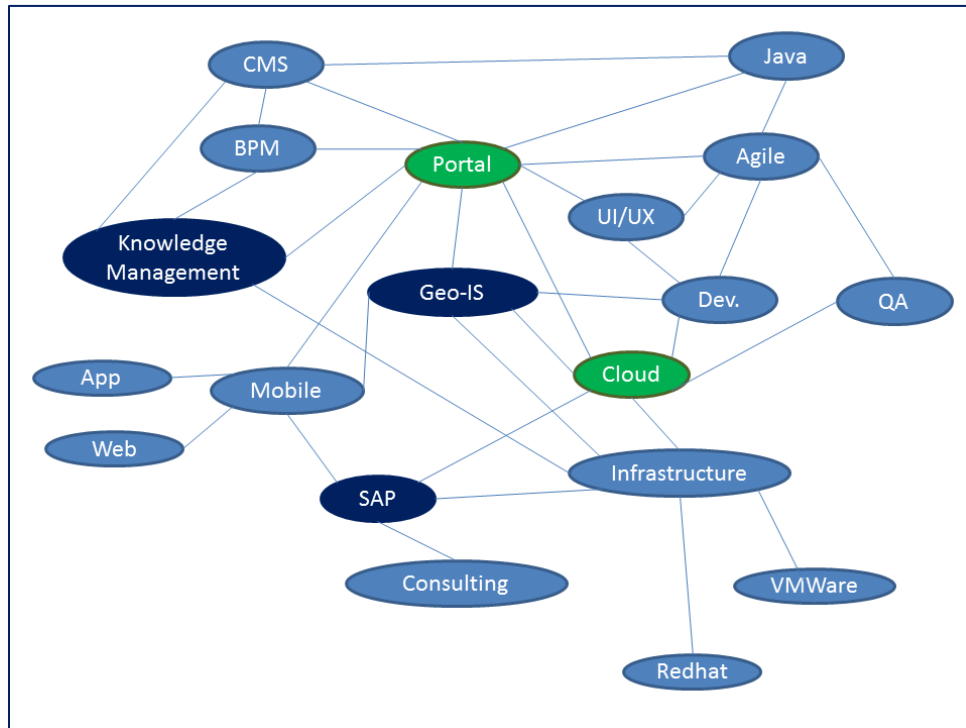 CMS
Java
BPM
Portal
Agile
UI/UX
Knowledge
Management
Geo-IS
Dev.
QA
App
Mobile
Cloud
Web
Infrastructure
SAP
Consulting
VMWare
Redhat